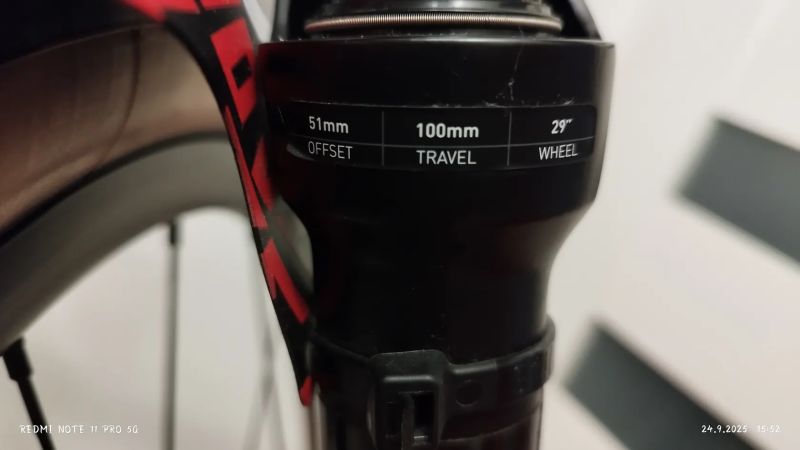 51mm 100mm 29″
OFFSET TRAVEL WHEEL
REDMI NOTE 11 PRO 5G
24.9.2025 15:52